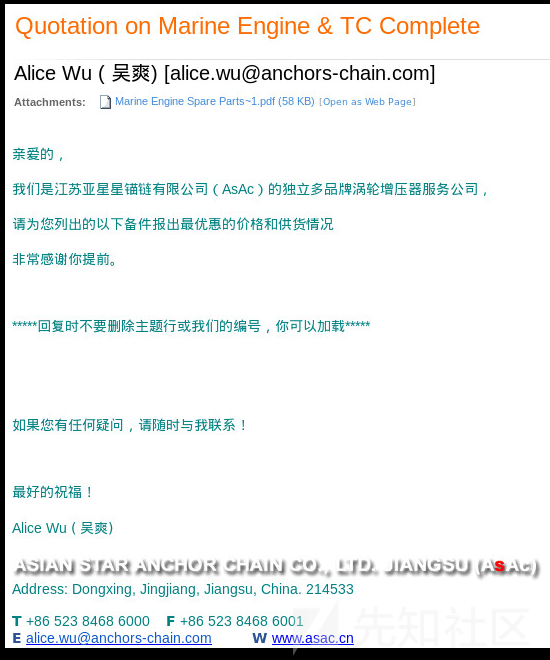 Quotation on Marine Engine & TC Complete
Alice Wu ( 吴爽) [alice.wu@anchors-chain.com]
Attachments: Marine Engine Spare Parts~1.pdf (58 KB) [Open as Web Page]
亲爱的，
我们是江苏亚星星锚链有限公司（AsAc）的独立多品牌涡轮增压器服务公司，
请为您列出的以下备件报出最优惠的价格和供货情况
非常感谢你提前。
*****回复时不要删除主题行或我们的编号，你可以加载*****
如果您有任何疑问，请随时与我联系！
最好的祝福！
Alice Wu ( 吴爽)
ASIAN STAR ANCHOR CHAIN CO., LTD. JIANGSU (AsAc)
Address: Dongxing, Jingjiang, Jiangsu, China. 214533
T +86 523 8468 6000 F +86 523 8468 6001
E alice.wu@anchors-chain.com W www.asac.cn
先知社区